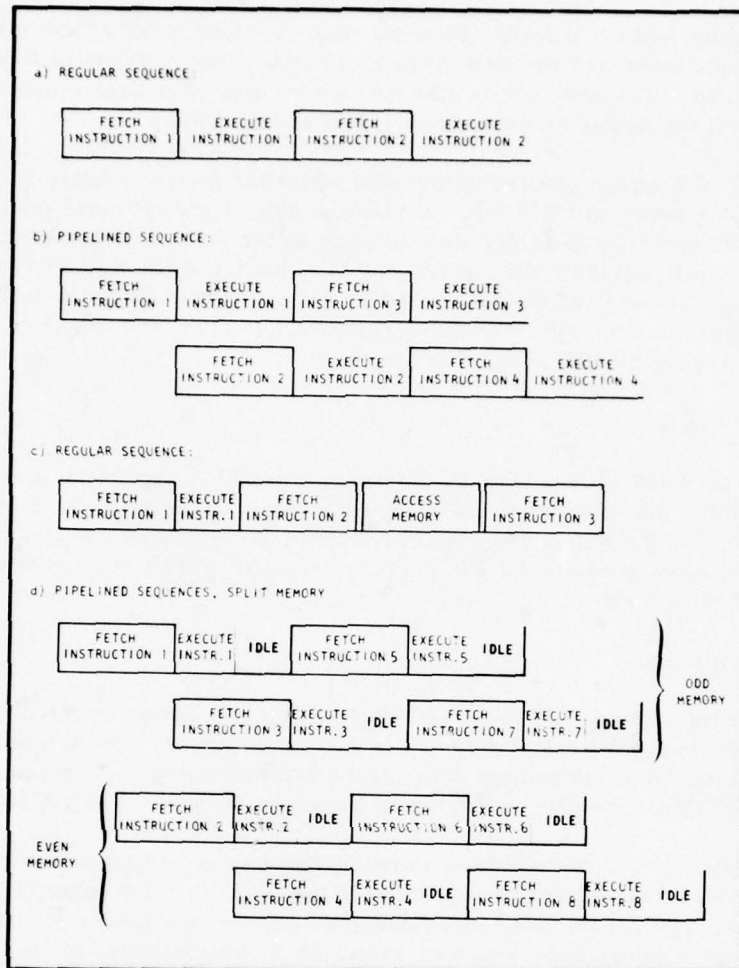 a) REGULAR SEQUENCE:
FETCH INSTRUCTION 1 EXECUTE INSTRUCTION 1 FETCH INSTRUCTION 2 EXECUTE INSTRUCTION 2
b) PIPELINED SEQUENCE:
FETCH INSTRUCTION 1 EXECUTE INSTRUCTION 1 FETCH INSTRUCTION 3 EXECUTE INSTRUCTION 3
FETCH INSTRUCTION 2 EXECUTE INSTRUCTION 2 FETCH INSTRUCTION 4 EXECUTE INSTRUCTION 4
c) REGULAR SEQUENCE:
FETCH INSTRUCTION 1 EXECUTE INSTR. 1 FETCH INSTRUCTION 2 ACCESS MEMORY FETCH INSTRUCTION 3
d) PIPELINED SEQUENCES, SPLIT MEMORY
FETCH INSTRUCTION 1 EXECUTE INSTR. 1 IDLE FETCH INSTRUCTION 5 EXECUTE INSTR. 5 IDLE
FETCH INSTRUCTION 3 EXECUTE INSTR. 3 IDLE FETCH INSTRUCTION 7 EXECUTE INSTR. 7 IDLE
ODD MEMORY
FETCH INSTRUCTION 2 EXECUTE INSTR. 2 IDLE FETCH INSTRUCTION 6 EXECUTE INSTR. 6 IDLE
EVEN MEMORY
FETCH INSTRUCTION 4 EXECUTE INSTR. 4 IDLE FETCH INSTRUCTION 8 EXECUTE INSTR. 8 IDLE